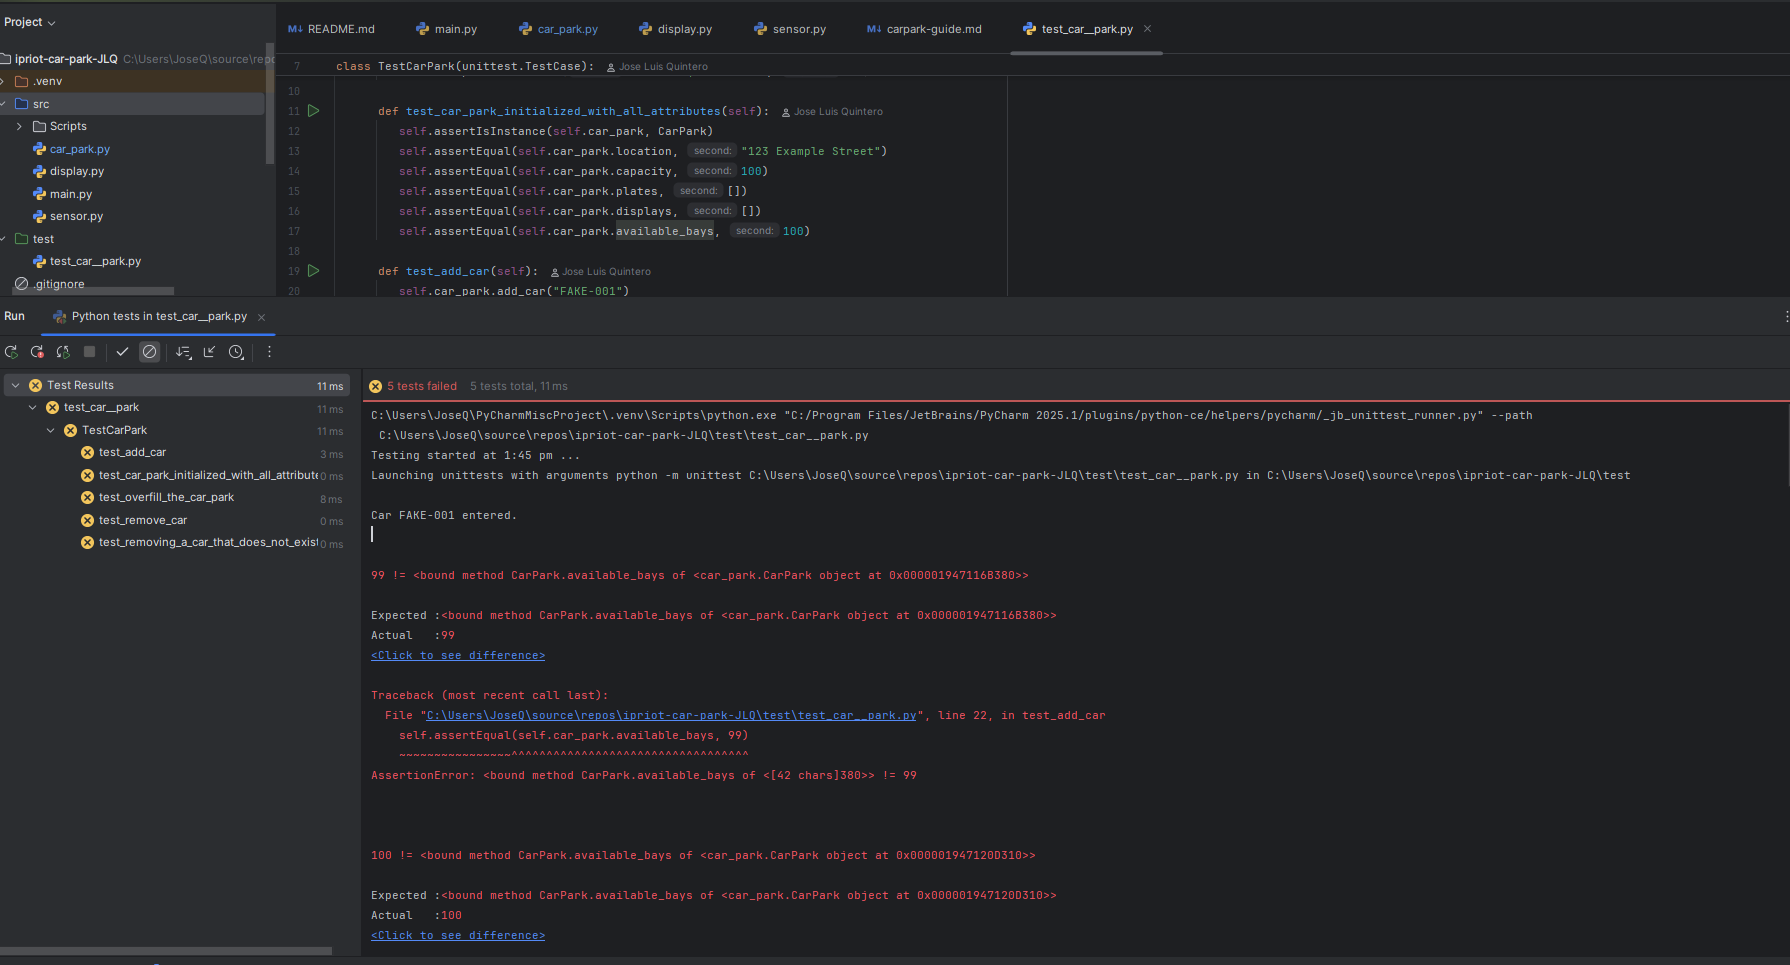 Project
README.md
main.py
car_park.py
display.py
sensor.py
carpark-guide.md
test_car__park.py
ipriot-car-park-JLQ C:\Users\JoseQ\source\repo
.venv
src
Scripts
car_park.py
display.py
main.py
sensor.py
test
test_car__park.py
.gitignore
7 class TestCarPark(unittest.TestCase): Jose Luis Quintero
10
11 def test_car_park_initialized_with_all_attributes(self): Jose Luis Quintero
12 self.assertIsInstance(self.car_park, CarPark)
13 self.assertEqual(self.car_park.location, second: "123 Example Street")
14 self.assertEqual(self.car_park.capacity, second: 100)
15 self.assertEqual(self.car_park.plates, second: [])
16 self.assertEqual(self.car_park.displays, second: [])
17 self.assertEqual(self.car_park.available_bays, second: 100)
18
19 def test_add_car(self): Jose Luis Quintero
20 self.car_park.add_car("FAKE-001")
Run Python tests in test_car__park.py
Test Results 11 ms
test_car__park 11 ms
TestCarPark 11 ms
test_add_car 3 ms
test_car_park_initialized_with_all_attribute 0 ms
test_overfill_the_car_park 8 ms
test_remove_car 0 ms
test_removing_a_car_that_does_not_exist 0 ms
5 tests failed 5 tests total, 11 ms
C:\Users\JoseQ\PyCharmMiscProject\.venv\Scripts\python.exe "C:/Program Files/JetBrains/PyCharm 2025.1/plugins/python-ce/helpers/pycharm/_jb_unittest_runner.py" --path
C:\Users\JoseQ\source\repos\ipriot-car-park-JLQ\test\test_car__park.py
Testing started at 1:45 pm ...
Launching unittests with arguments python -m unittest C:\Users\JoseQ\source\repos\ipriot-car-park-JLQ\test\test_car__park.py in C:\Users\JoseQ\source\repos\ipriot-car-park-JLQ\test
Car FAKE-001 entered.
99 != <bound method CarPark.available_bays of <car_park.CarPark object at 0x000001947116B380>>
Expected :<bound method CarPark.available_bays of <car_park.CarPark object at 0x000001947116B380>>
Actual :99
<Click to see difference>
Traceback (most recent call last):
File "C:\Users\JoseQ\source\repos\ipriot-car-park-JLQ\test\test_car__park.py", line 22, in test_add_car
self.assertEqual(self.car_park.available_bays, 99)
~~~~~~~~~~~~~~~~^^^^^^^^^^^^^^^^^^^^^^^^^^^^^^^^^^
AssertionError: <bound method CarPark.available_bays of <[42 chars]380>> != 99
100 != <bound method CarPark.available_bays of <car_park.CarPark object at 0x000001947120D310>>
Expected :<bound method CarPark.available_bays of <car_park.CarPark object at 0x000001947120D310>>
Actual :100
<Click to see difference>